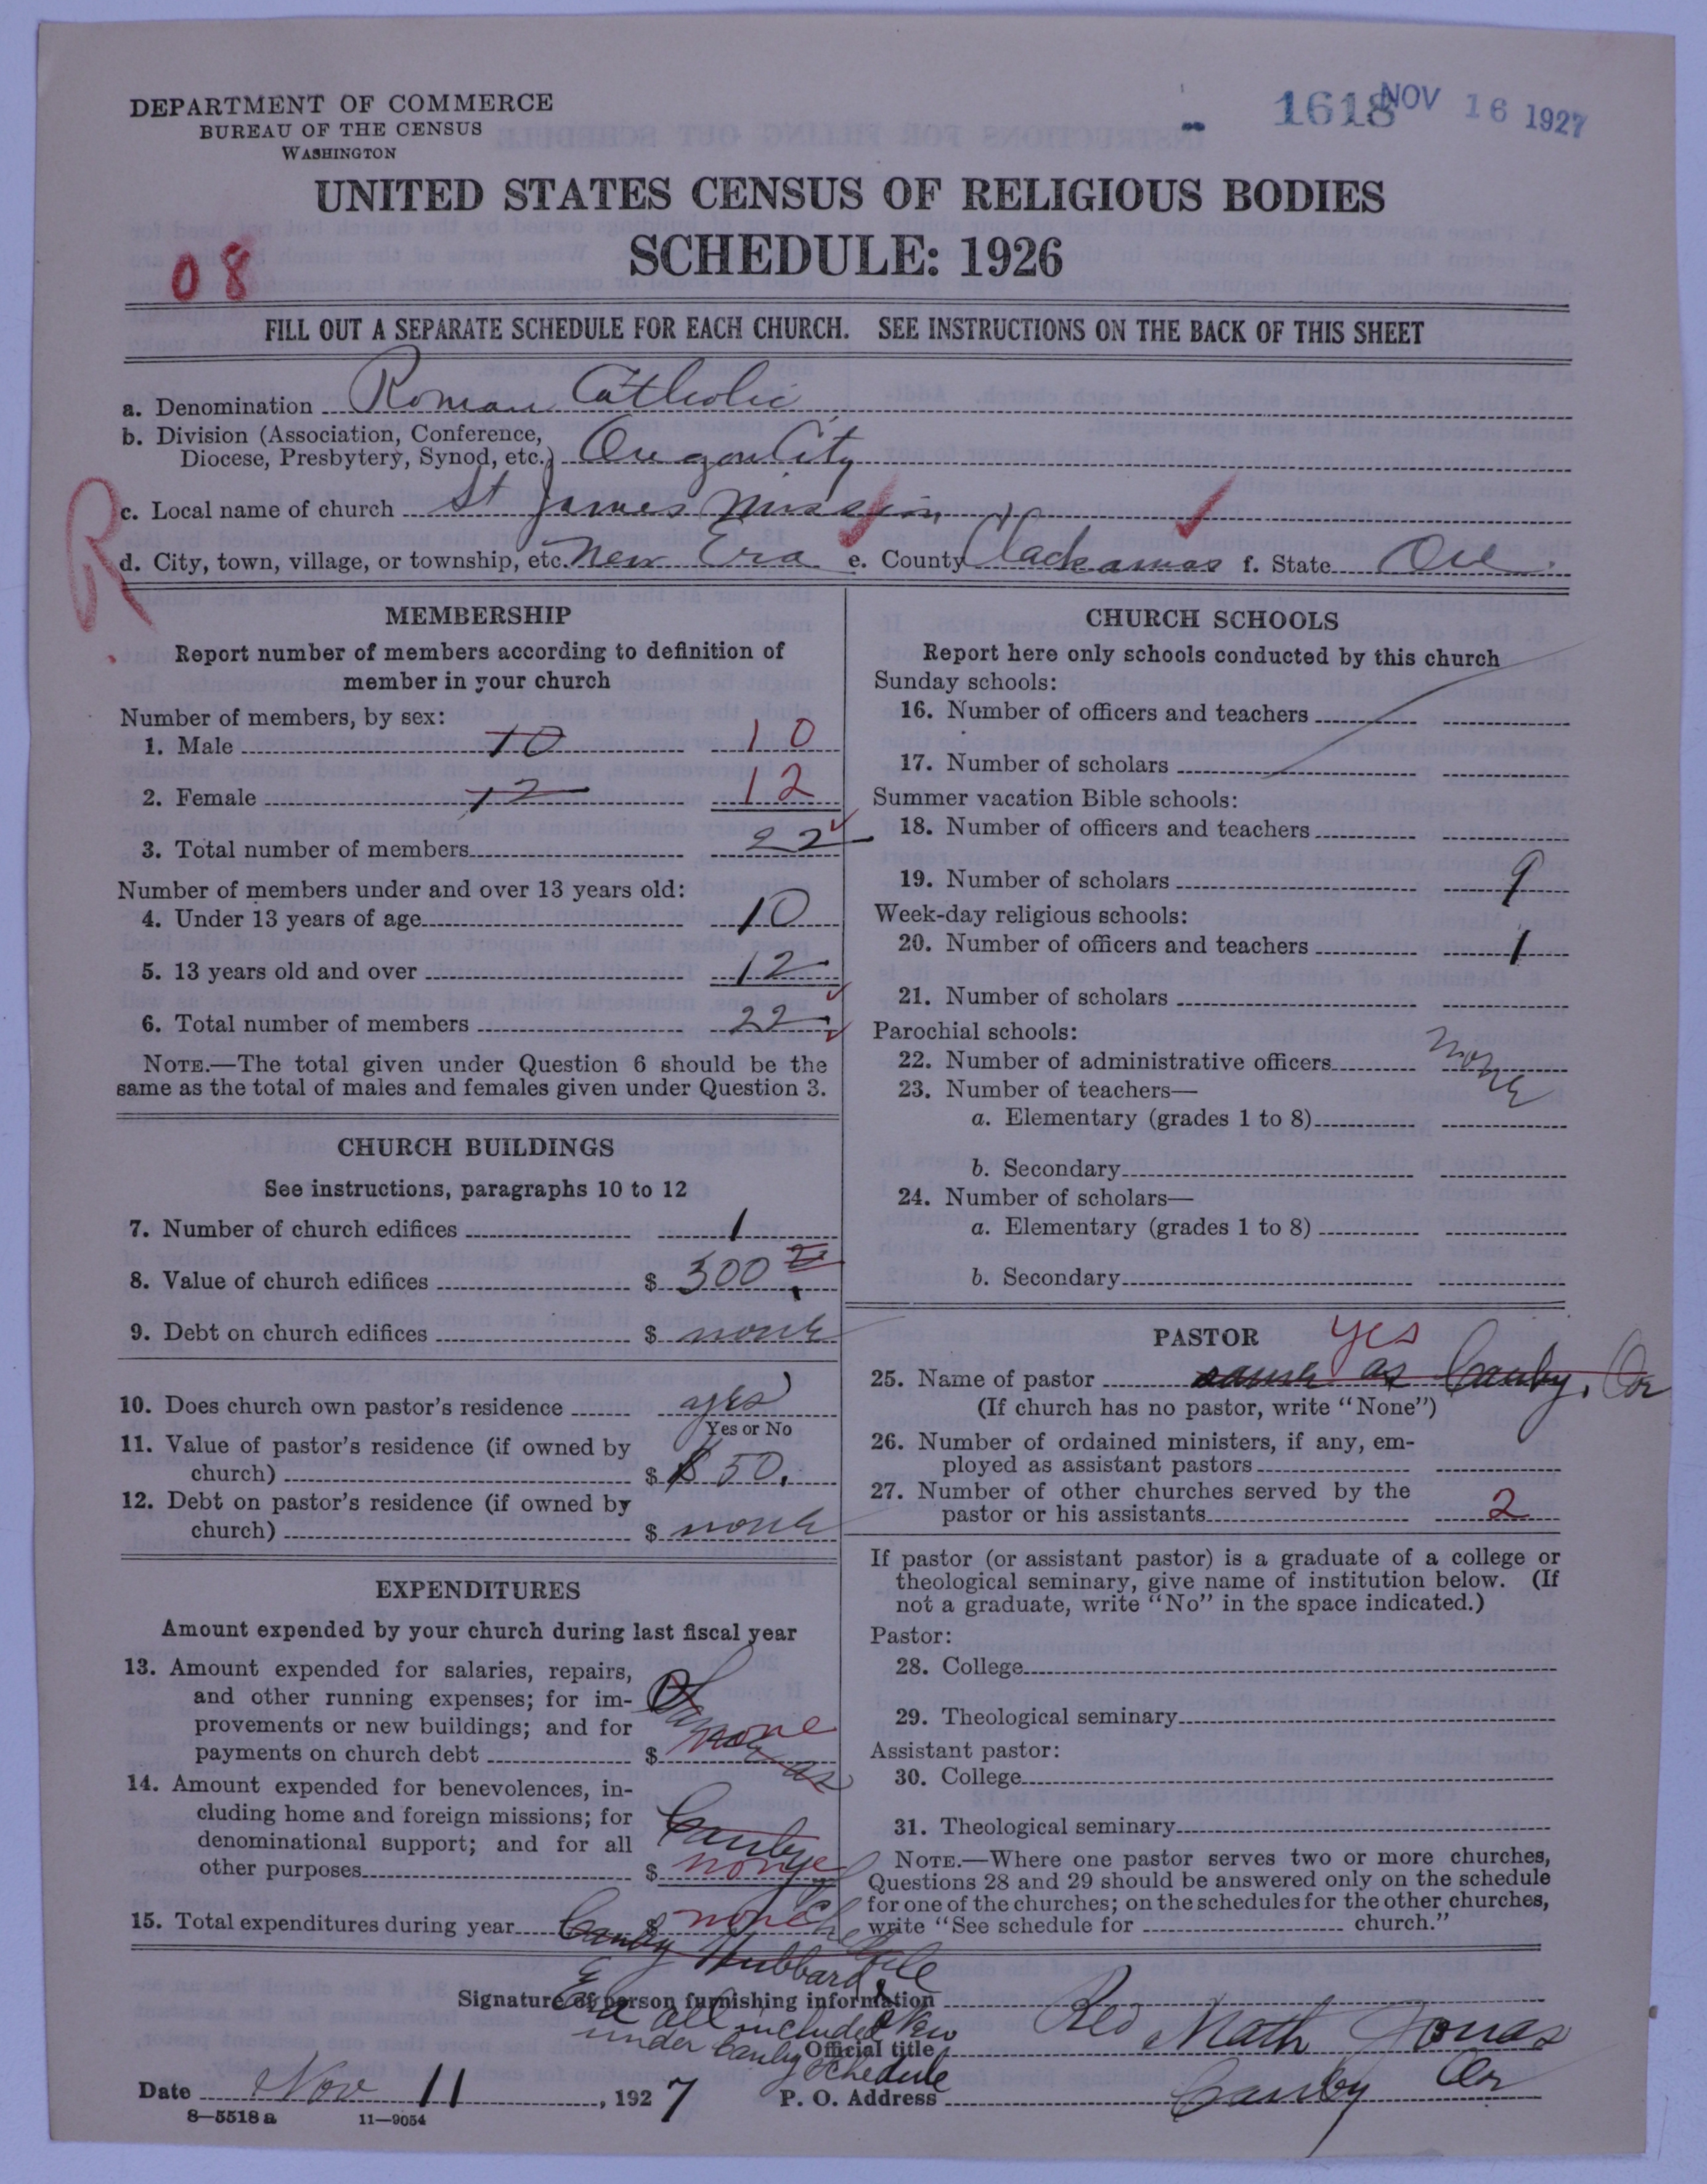 DEPARTMENT OF COMMERCE
BUREAU OF THE CENSUS
WASHINGTON
1618 NOV 16 1927
UNITED STATES CENSUS OF RELIGIOUS BODIES
SCHEDULE: 1926
08
FILL OUT A SEPARATE SCHEDULE FOR EACH CHURCH. SEE INSTRUCTIONS ON THE BACK OF THIS SHEET
a. Denomination Roman Catholic
b. Division (Association, Conference,
Diocese, Presbytery, Synod, etc.) Oregon City
R
c. Local name of church St James Mission
d. City, town, village, or township, etc. New Era e. County Clackamas f. State Ore.
MEMBERSHIP
Report number of members according to definition of
member in your church
Number of members, by sex:
1. Male 10 10
2. Female 12 12
3. Total number of members 22
Number of members under and over 13 years old:
4. Under 13 years of age 10
5. 13 years old and over 12
6. Total number of members 22
NOTE.—The total given under Question 6 should be the
same as the total of males and females given under Question 3.
CHURCH BUILDINGS
See instructions, paragraphs 10 to 12
7. Number of church edifices 1
8. Value of church edifices $ 500
9. Debt on church edifices $ none
10. Does church own pastor's residence yes
Yes or No
11. Value of pastor's residence (if owned by
church) $ $ 50.
12. Debt on pastor's residence (if owned by
church) $ none
EXPENDITURES
Amount expended by your church during last fiscal year
13. Amount expended for salaries, repairs,
and other running expenses; for im-
provements or new buildings; and for
payments on church debt $ none
as
14. Amount expended for benevolences, in-
cluding home and foreign missions; for
denominational support; and for all
other purposes $ Canby none
15. Total expenditures during year $ none
Canby Hubbard
CHURCH SCHOOLS
Report here only schools conducted by this church
Sunday schools:
16. Number of officers and teachers
17. Number of scholars
Summer vacation Bible schools:
18. Number of officers and teachers
19. Number of scholars 9
Week-day religious schools:
20. Number of officers and teachers 1
21. Number of scholars
Parochial schools:
22. Number of administrative officers none
23. Number of teachers—
a. Elementary (grades 1 to 8)
b. Secondary
24. Number of scholars—
a. Elementary (grades 1 to 8)
b. Secondary
PASTOR yes
25. Name of pastor same as Canby, Or
(If church has no pastor, write "None")
26. Number of ordained ministers, if any, em-
ployed as assistant pastors
27. Number of other churches served by the
pastor or his assistants 2
If pastor (or assistant pastor) is a graduate of a college or
theological seminary, give name of institution below. (If
not a graduate, write "No" in the space indicated.)
Pastor:
28. College
29. Theological seminary
Assistant pastor:
30. College
31. Theological seminary
NOTE.—Where one pastor serves two or more churches,
Questions 28 and 29 should be answered only on the schedule
for one of the churches; on the schedules for the other churches,
write "See schedule for church."
Signature of person furnishing information Rev Math Jonas
& New
Era all included
under Canby
Schedule
Official title
Date Nov 11, 1927 P. O. Address Canby Or
8—5518a 11—9054